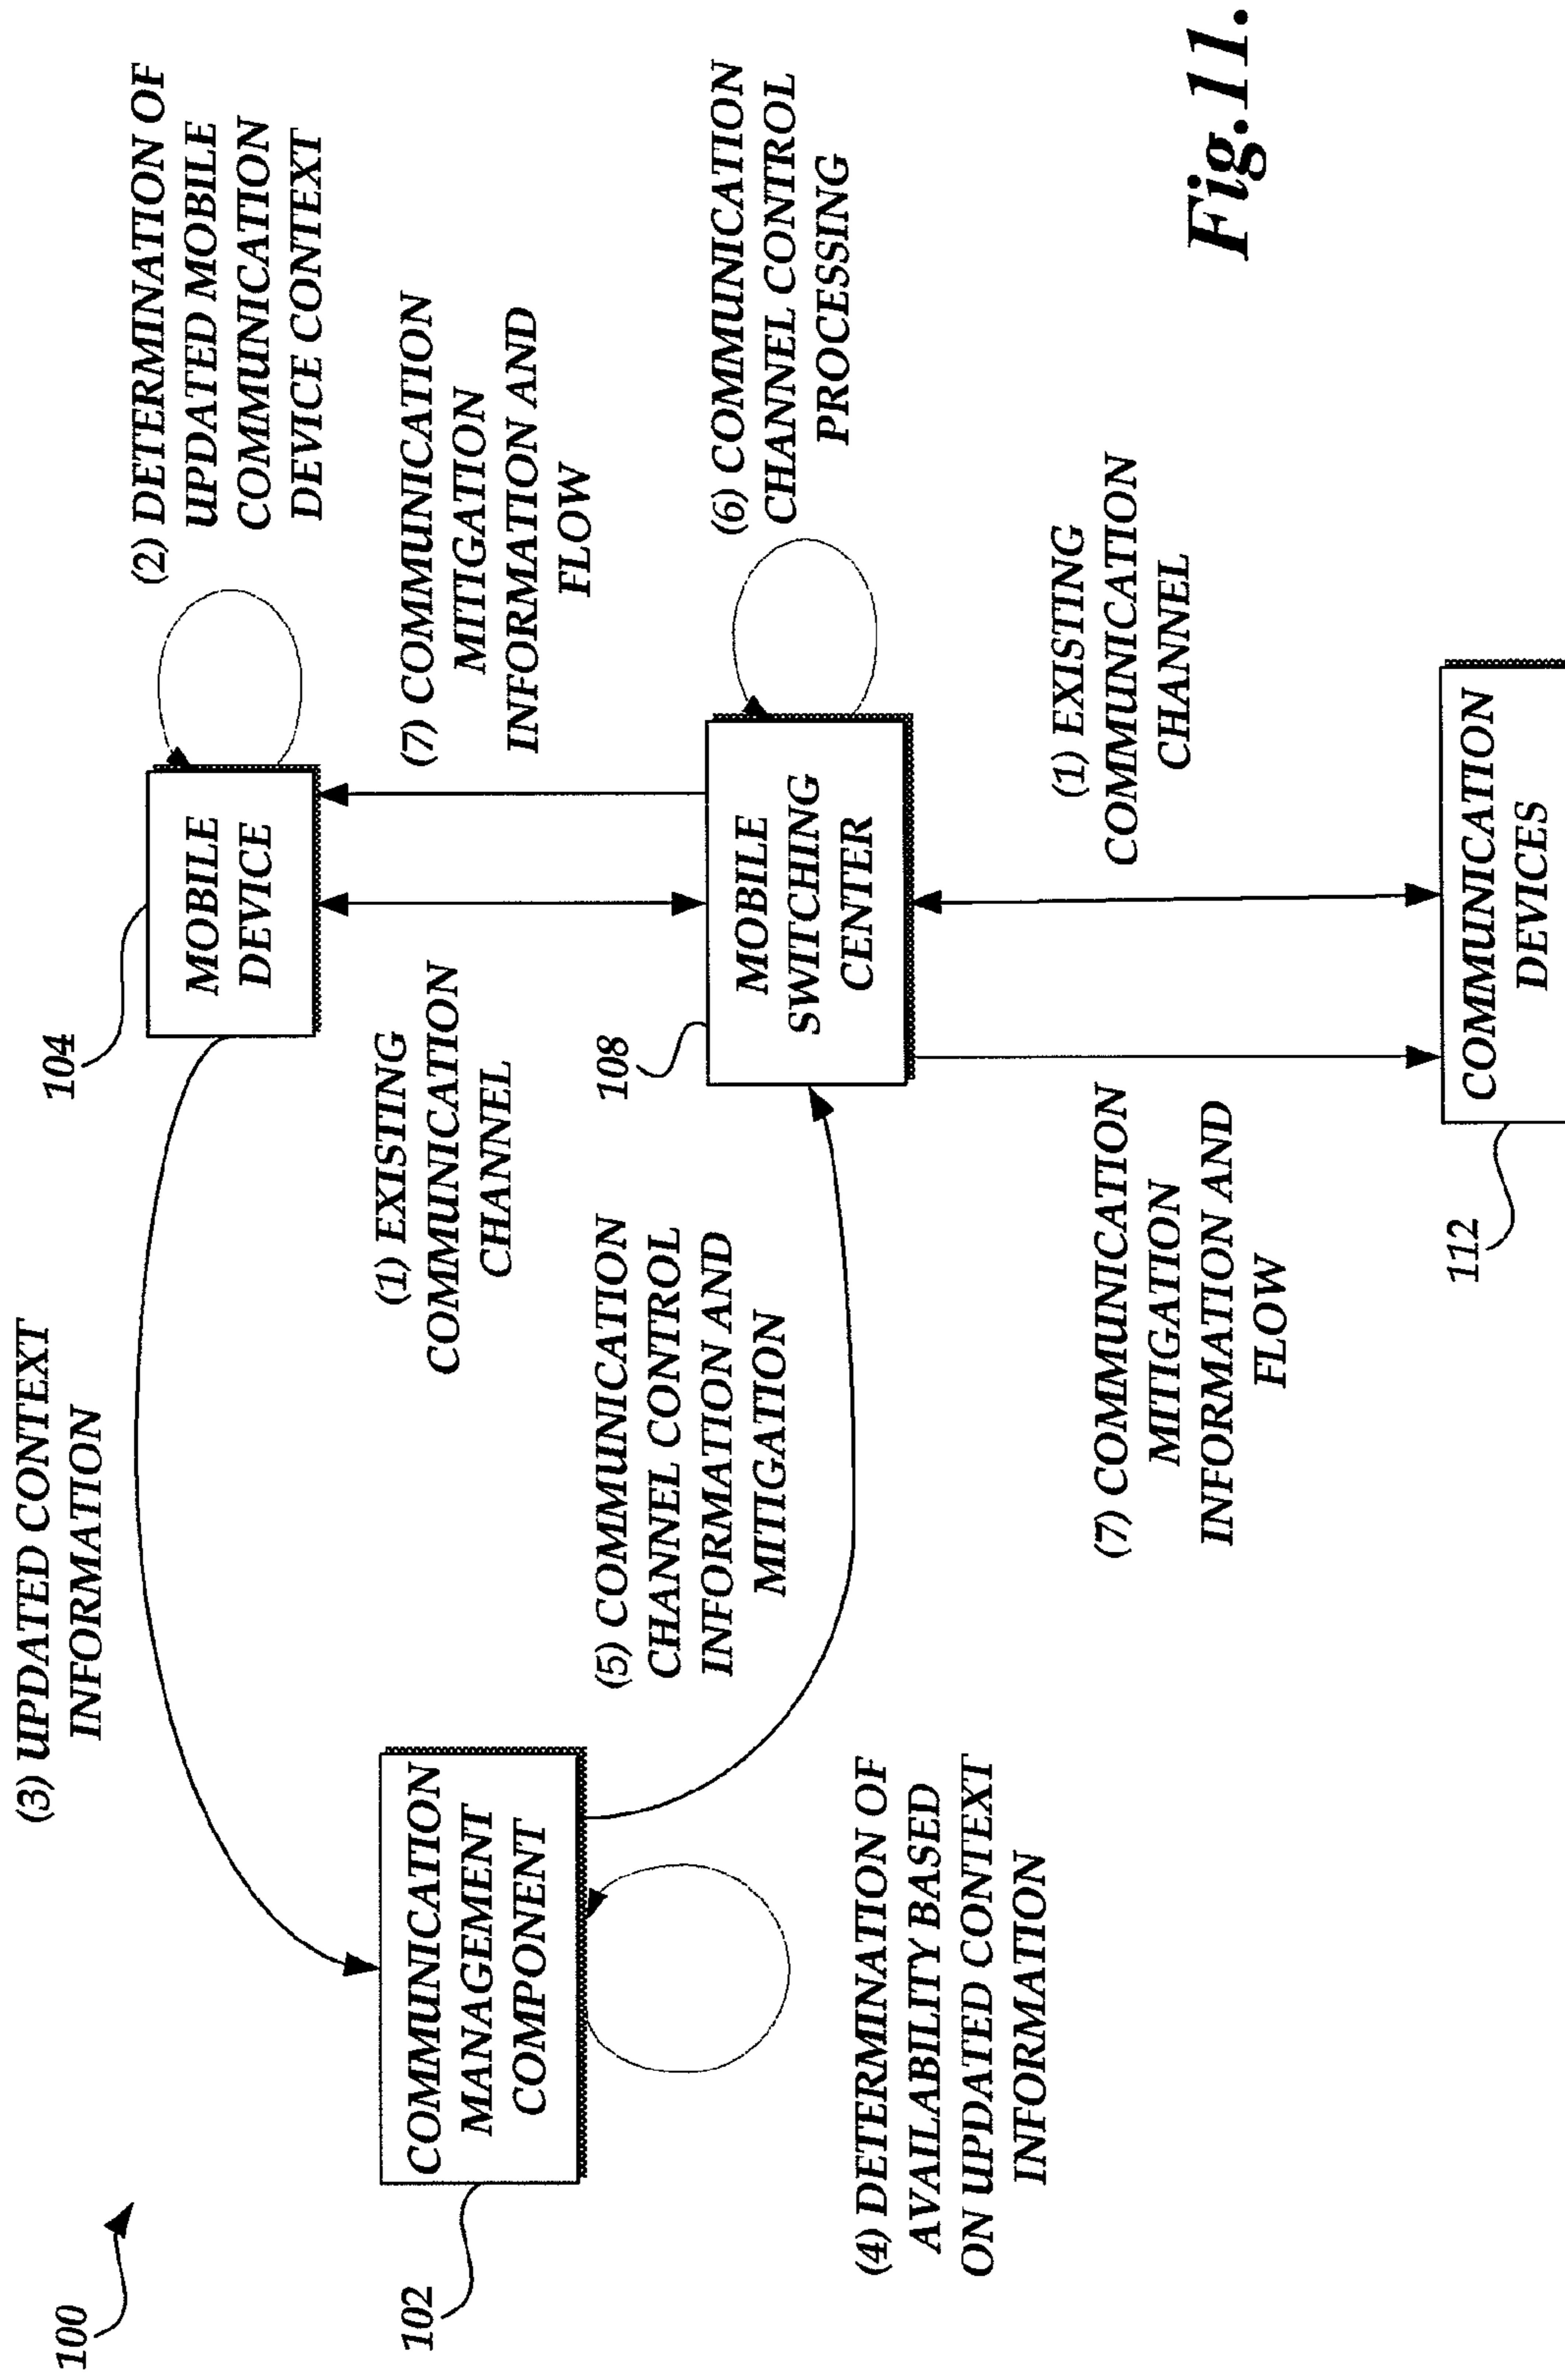 100
(3) UPDATED CONTEXT
INFORMATION
104
MOBILE
DEVICE
(2) DETERMINATION OF
UPDATED MOBILE
COMMUNICATION
DEVICE CONTEXT
102
COMMUNICATION
MANAGEMENT
COMPONENT
(1) EXISTING
COMMUNICATION
CHANNEL
(7) COMMUNICATION
MITIGATION
INFORMATION AND
FLOW
(5) COMMUNICATION
CHANNEL CONTROL
INFORMATION AND
MITIGATION
108
MOBILE
SWITCHING
CENTER
(6) COMMUNICATION
CHANNEL CONTROL
PROCESSING
(4) DETERMINATION OF
AVAILABILITY BASED
ON UPDATED CONTEXT
INFORMATION
(7) COMMUNICATION
MITIGATION
INFORMATION AND
FLOW
(1) EXISTING
COMMUNICATION
CHANNEL
112
COMMUNICATION
DEVICES
Fig.11.